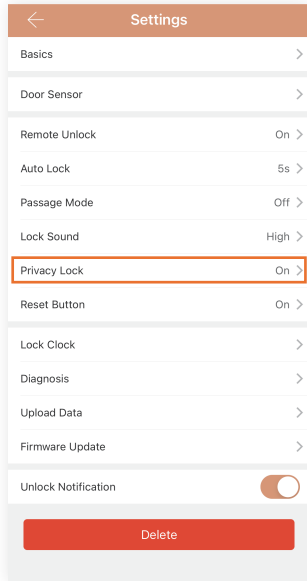 Settings
Basics
Door Sensor
Remote Unlock On
Auto Lock 5s
Passage Mode Off
Lock Sound High
Privacy Lock On
Reset Button On
Lock Clock
Diagnosis
Upload Data
Firmware Update
Unlock Notification
Delete